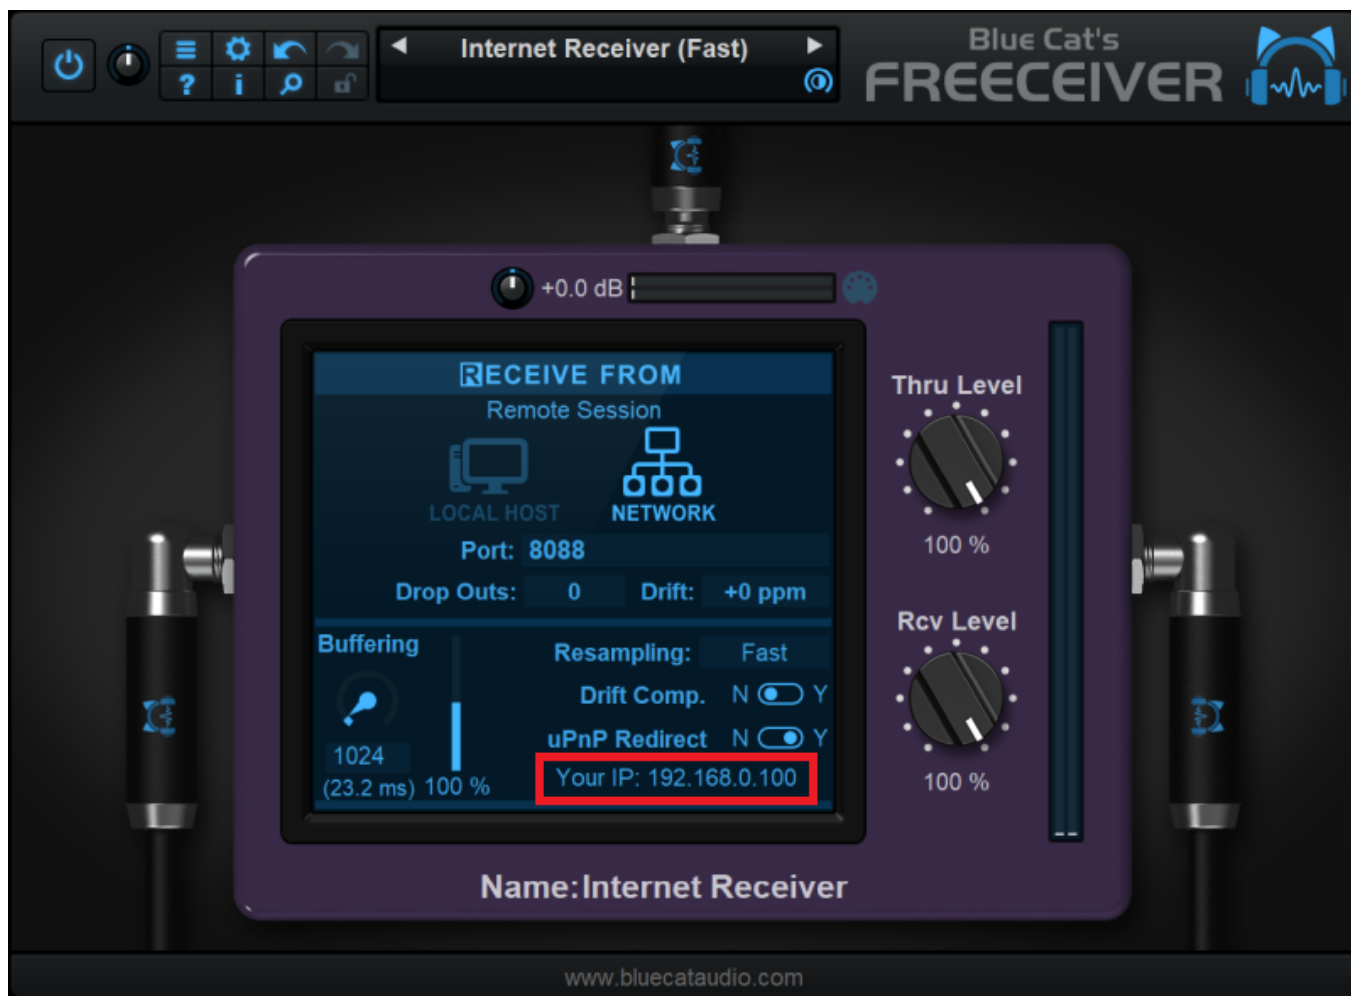 Internet Receiver (Fast)
Blue Cat's
FREECEIVER
? i
+0.0 dB
RECEIVE FROM
Remote Session
LOCAL HOST
NETWORK
Port: 8088
Drop Outs: 0 Drift: +0 ppm
Buffering
1024
(23.2 ms) 100 %
Resampling: Fast
Drift Comp. N Y
uPnP Redirect N Y
Your IP: 192.168.0.100
Thru Level
100 %
Rcv Level
100 %
Name:Internet Receiver
www.bluecataudio.com